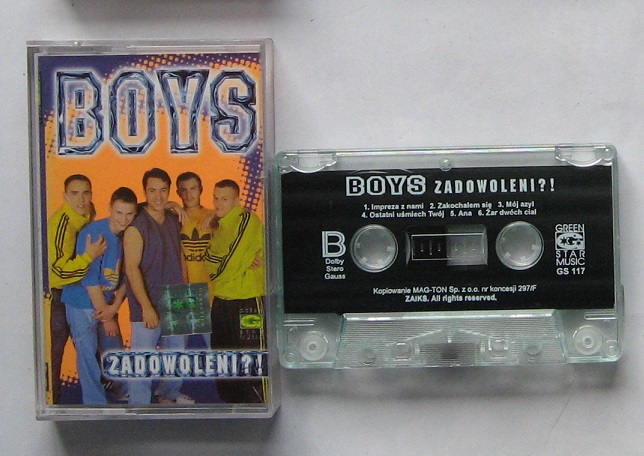 BOYS
ZADOWOLENI?!
BOYS ZADOWOLENI?!
1. Impreza z nami 2. Zakochałem się 3. Mój azyl
4. Ostatni uśmiech Twój 5. Ana 6. Żar dwóch ciał
B
Dolby
Stero
Gauss
GREEN
STAR
MUSIC
GS 117
Kopiowanie MAG-TON Sp. z o.o. nr koncesji 297/F
ZAIKS. All rights reserved.